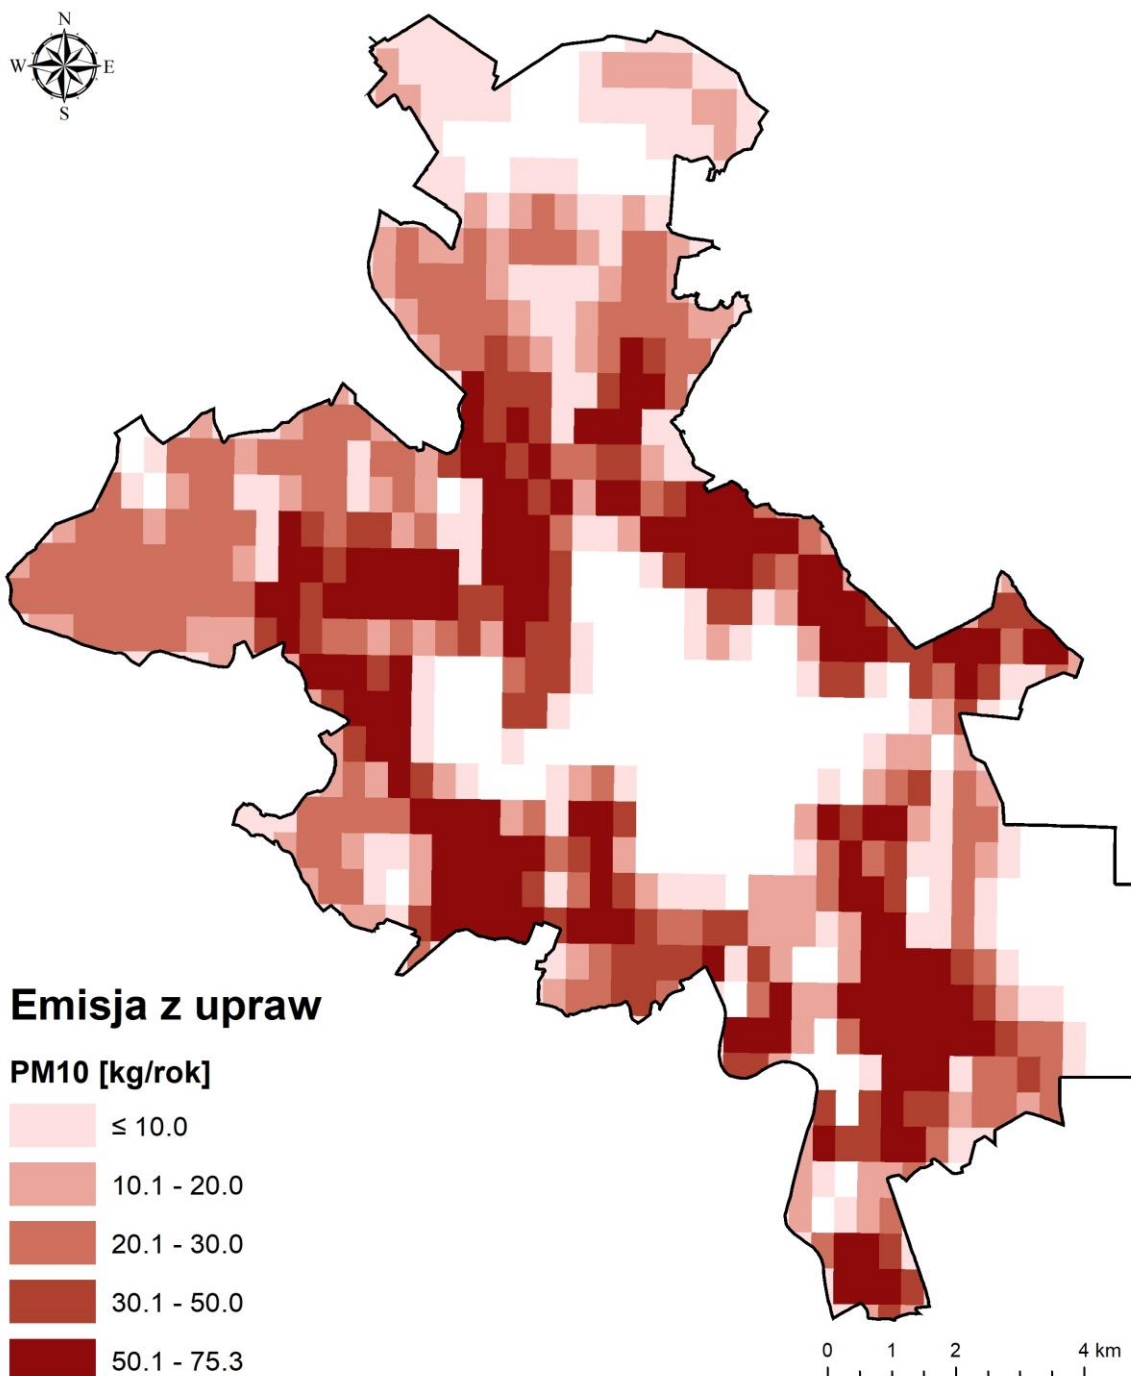 N
W E
S
Emisja z upraw
PM10 [kg/rok]
≤ 10.0
10.1 - 20.0
20.1 - 30.0
30.1 - 50.0
50.1 - 75.3
0 1 2 4 km